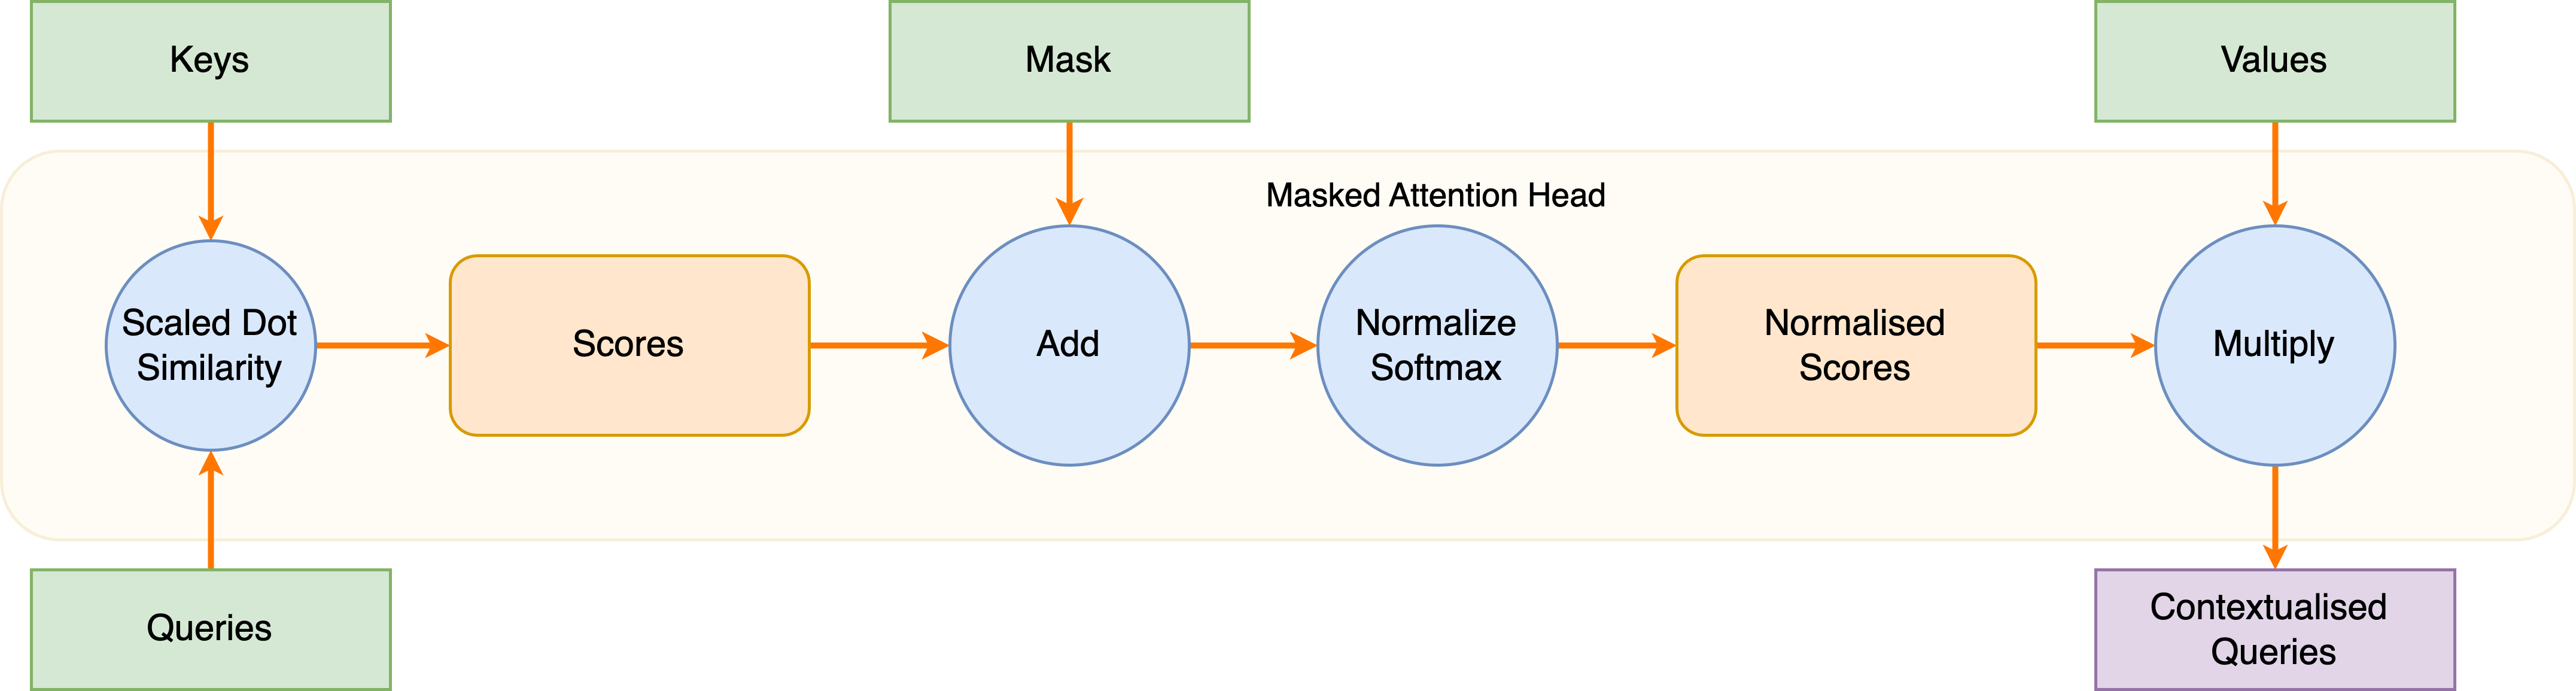 Keys
Mask
Values
Masked Attention Head
Scaled Dot
Similarity
Scores
Add
Normalize
Softmax
Normalised
Scores
Multiply
Queries
Contextualised
Queries